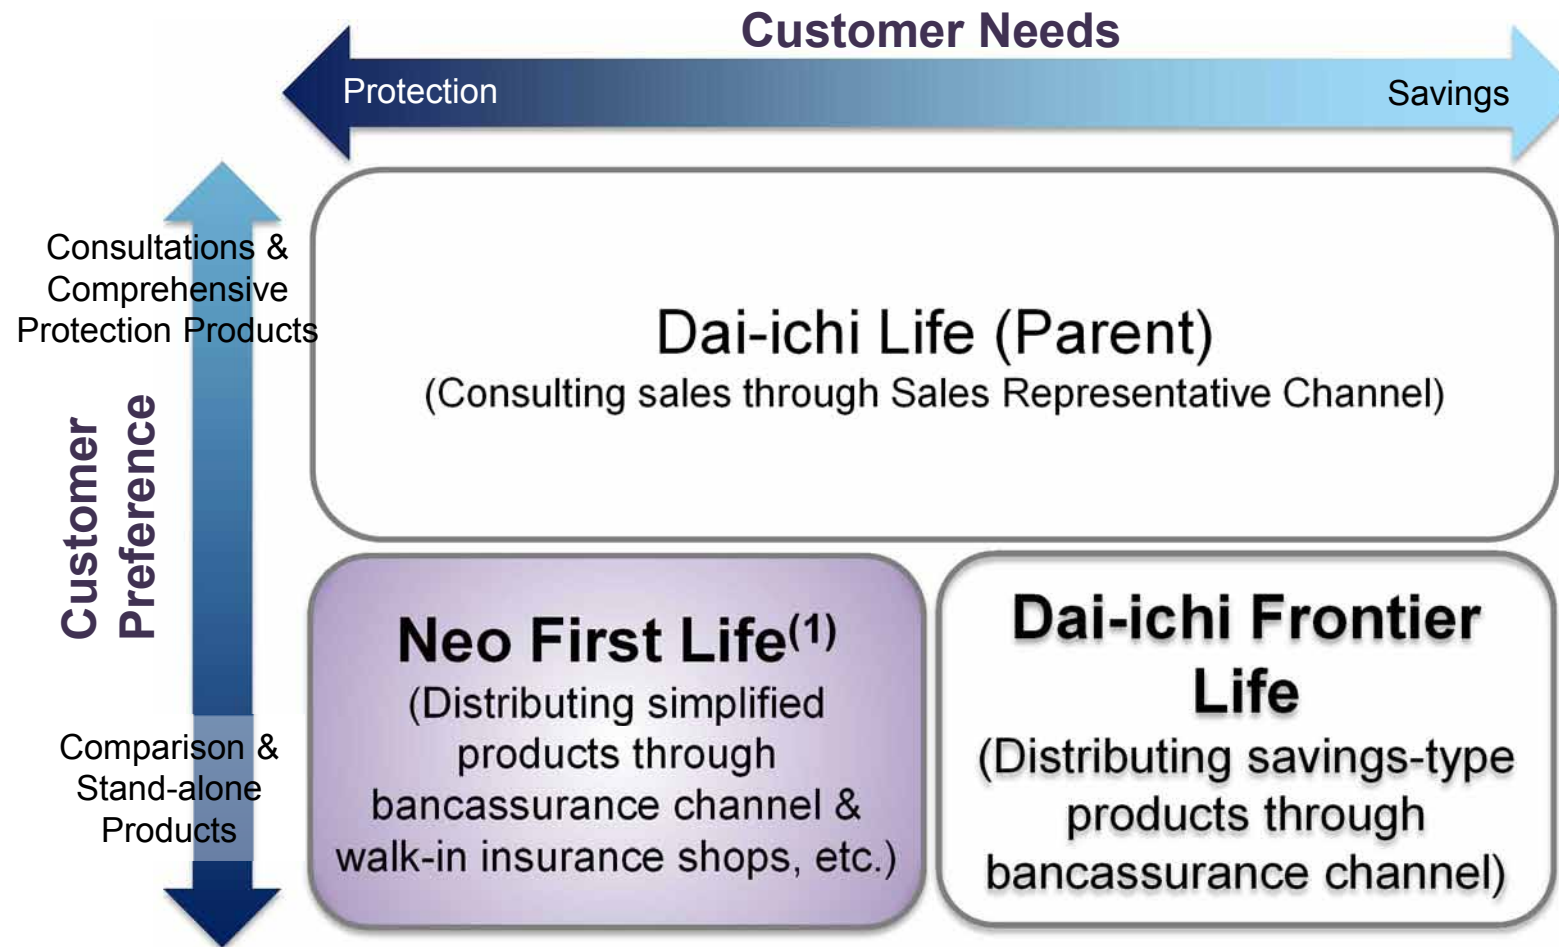 Customer Needs
Protection
Savings
Consultations &
Comprehensive
Protection Products
Customer
Preference
Comparison &
Stand-alone
Products
Dai-ichi Life (Parent)
(Consulting sales through Sales Representative Channel)
Neo First Life(1)
(Distributing simplified
products through
bancassurance channel &
walk-in insurance shops, etc.)
Dai-ichi Frontier
Life
(Distributing savings-type
products through
bancassurance channel)